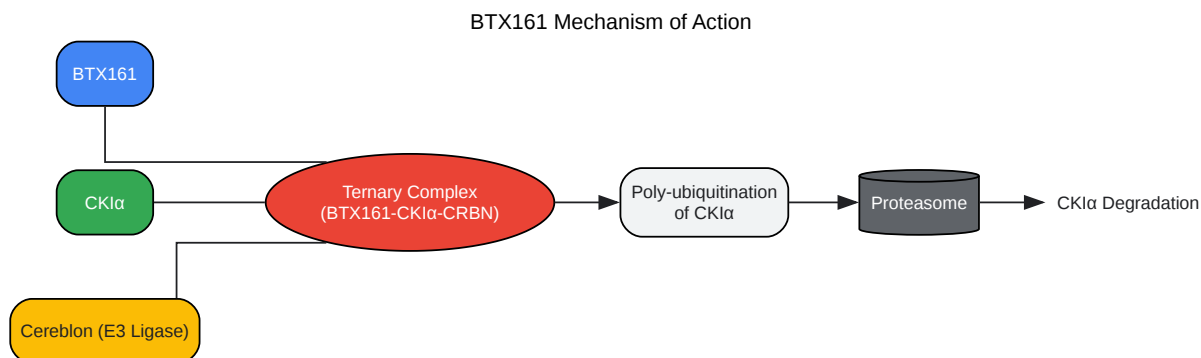 BTX161 Mechanism of Action
BTX161
CKIα
Cereblon (E3 Ligase)
Ternary Complex
(BTX161-CKIα-CRBN)
Poly-ubiquitination
of CKIα
Proteasome
CKIα Degradation